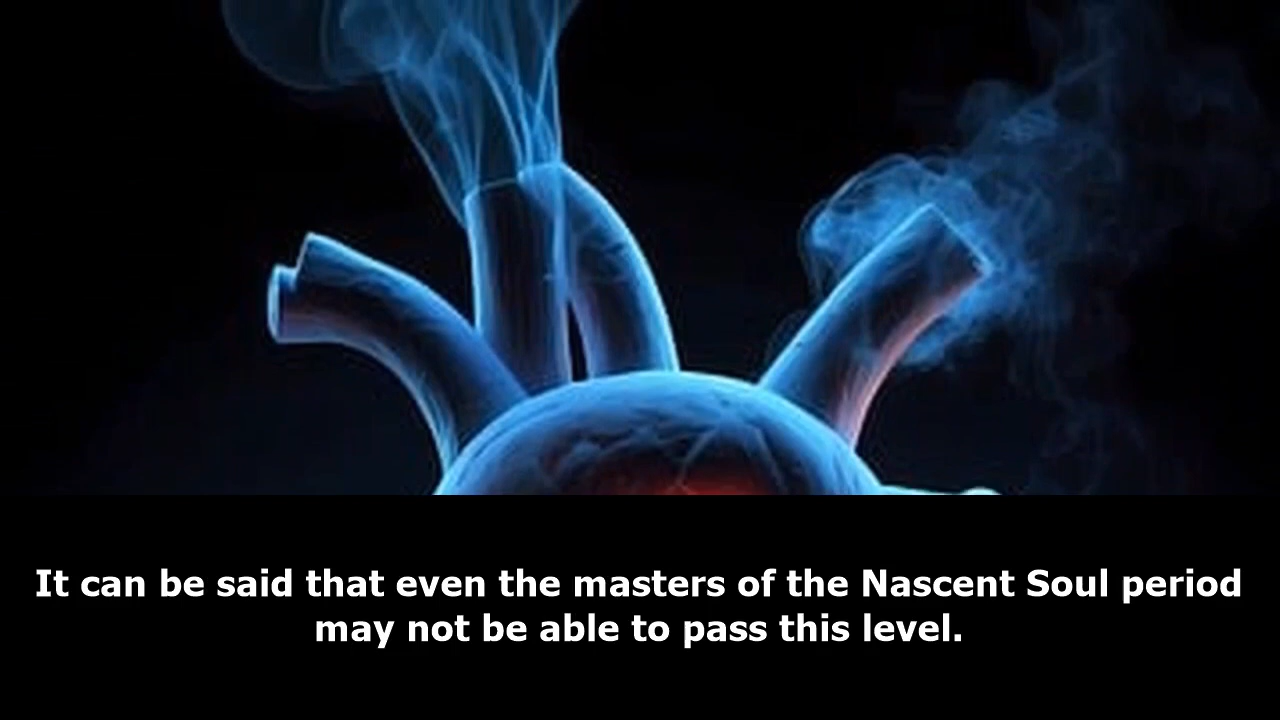 It can be said that even the masters of the Nascent Soul period
may not be able to pass this level.